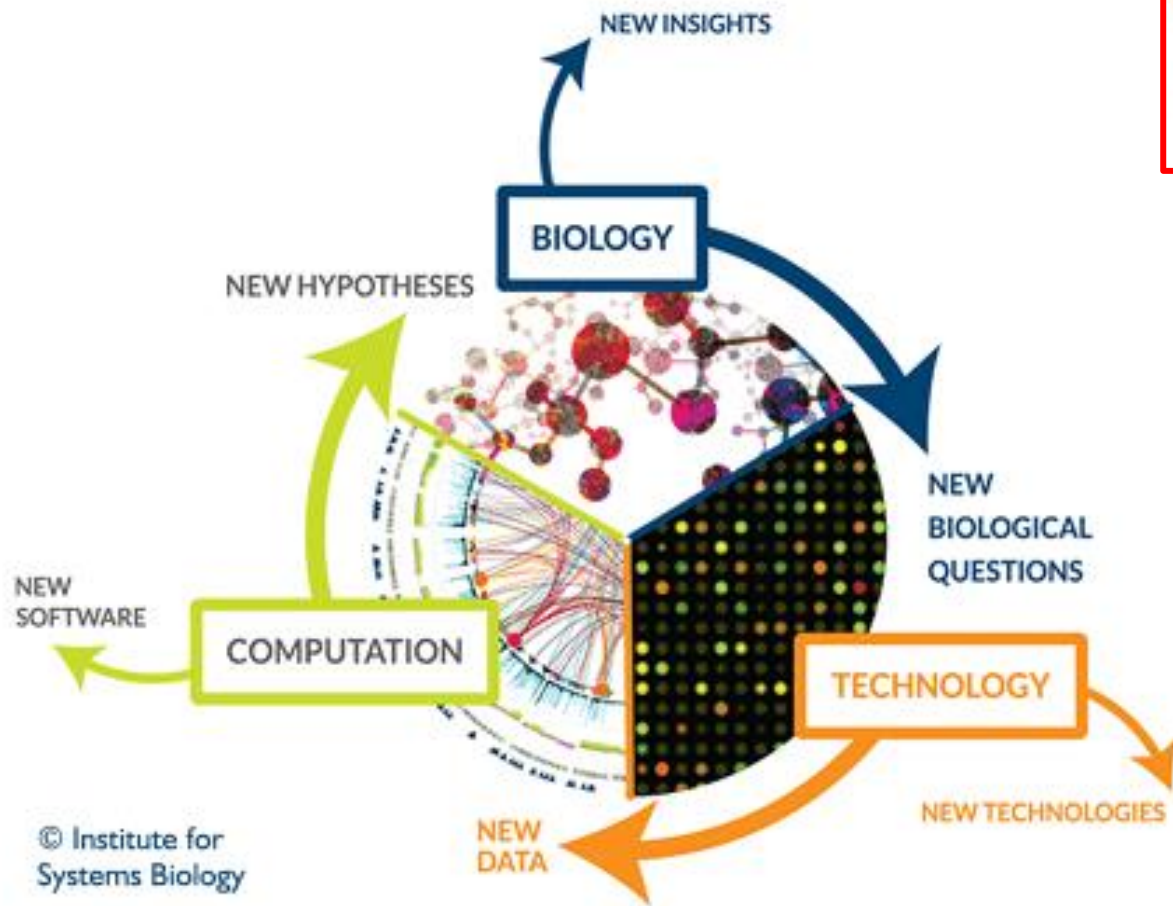 NEW INSIGHTS
BIOLOGY
NEW HYPOTHESES
NEW
BIOLOGICAL
QUESTIONS
NEW
SOFTWARE
COMPUTATION
TECHNOLOGY
NEW TECHNOLOGIES
NEW
DATA
© Institute for
Systems Biology